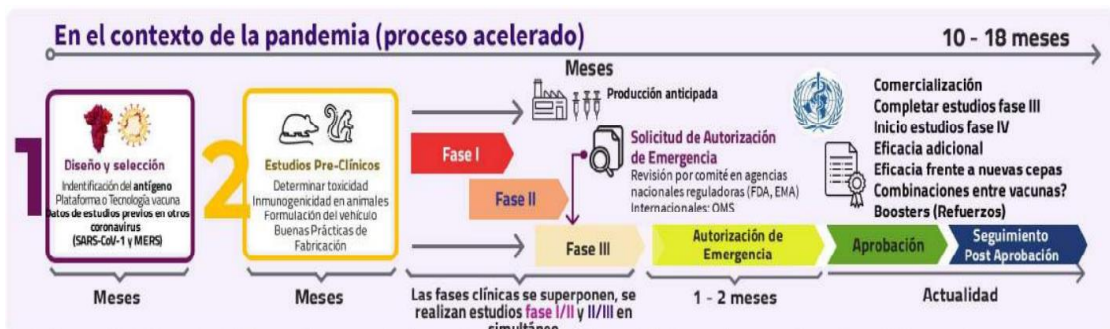 En el contexto de la pandemia (proceso acelerado)
10 - 18 meses
1
Diseño y selección
Indentificación del antígeno
Plataforma o Tecnología vacuna
Datos de estudios previos en otros
coronavirus
(SARS-CoV-1 y MERS)
Meses
2
Estudios Pre-Clínicos
Determinar toxicidad
Inmunogenicidad en animales
Formulación del vehículo
Buenas Prácticas de
Fabricación
Meses
Meses
Producción anticipada
Fase I
Fase II
Fase III
Las fases clínicas se superponen, se
realizan estudios fase I/II y II/III en
simultáneo
Solicitud de Autorización
de Emergencia
Revisión por comité en agencias
nacionales reguladoras (FDA, EMA)
Internacionales: OMS
Autorización de
Emergencia
1 - 2 meses
Comercialización
Completar estudios fase III
Inicio estudios fase IV
Eficacia adicional
Eficacia frente a nuevas cepas
Combinaciones entre vacunas?
Boosters (Refuerzos)
Aprobación
Seguimiento
Post Aprobación
Actualidad